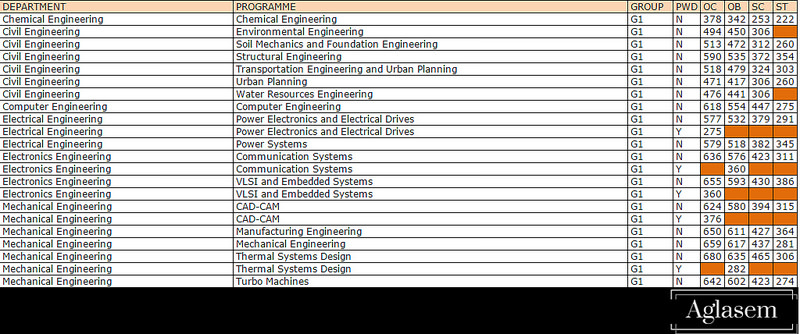 DEPARTMENT PROGRAMME GROUP PWD OC OB SC ST
Chemical Engineering Chemical Engineering G1 N 378 342 253 222
Civil Engineering Environmental Engineering G1 N 494 450 306
Civil Engineering Soil Mechanics and Foundation Engineering G1 N 513 472 312 260
Civil Engineering Structural Engineering G1 N 590 535 372 354
Civil Engineering Transportation Engineering and Urban Planning G1 N 518 479 324 303
Civil Engineering Urban Planning G1 N 471 417 306 260
Civil Engineering Water Resources Engineering G1 N 476 441 306
Computer Engineering Computer Engineering G1 N 618 554 447 275
Electrical Engineering Power Electronics and Electrical Drives G1 N 577 532 379 291
Electrical Engineering Power Electronics and Electrical Drives G1 Y 275
Electrical Engineering Power Systems G1 N 579 518 382 345
Electronics Engineering Communication Systems G1 N 636 576 423 311
Electronics Engineering Communication Systems G1 Y 360
Electronics Engineering VLSI and Embedded Systems G1 N 655 593 430 386
Electronics Engineering VLSI and Embedded Systems G1 Y 360
Mechanical Engineering CAD-CAM G1 N 624 580 394 315
Mechanical Engineering CAD-CAM G1 Y 376
Mechanical Engineering Manufacturing Engineering G1 N 650 611 427 364
Mechanical Engineering Mechanical Engineering G1 N 659 617 437 281
Mechanical Engineering Thermal Systems Design G1 N 680 635 465 306
Mechanical Engineering Thermal Systems Design G1 Y 282
Mechanical Engineering Turbo Machines G1 N 642 602 423 274
Aglasem